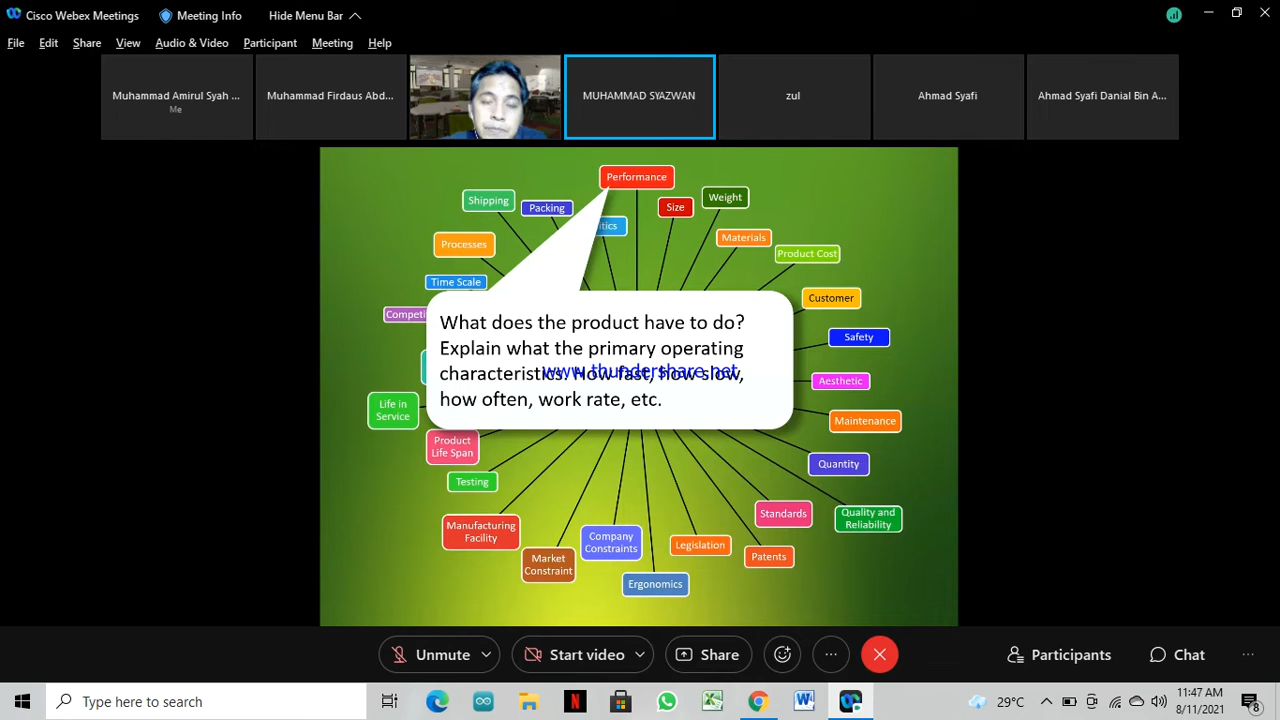 Cisco Webex Meetings
Meeting Info
Hide Menu Bar
File Edit Share View Audio & Video Participant Meeting Help
Muhammad Amirul Syah ...
Me
Muhammad Firdaus Abd...
MUHAMMAD SYAZWAN
zul
Ahmad Syafi
Ahmad Syafi Danial Bin A...
Performance
Shipping
Packing
Size
Weight
Processes
Materials
Product Cost
Time Scale
Customer
Safety
What does the product have to do?
Explain what the primary operating
characteristics. How fast, how slow,
how often, work rate, etc.
www.thundershare.net
Aesthetic
Life in
Service
Maintenance
Product
Life Span
Quantity
Testing
Standards
Quality and
Reliability
Manufacturing
Facility
Company
Constraints
Legislation
Patents
Market
Constraint
Ergonomics
Unmute
Start video
Share
Participants
Chat
Type here to search
29°C
11:47 AM
8/11/2021
8